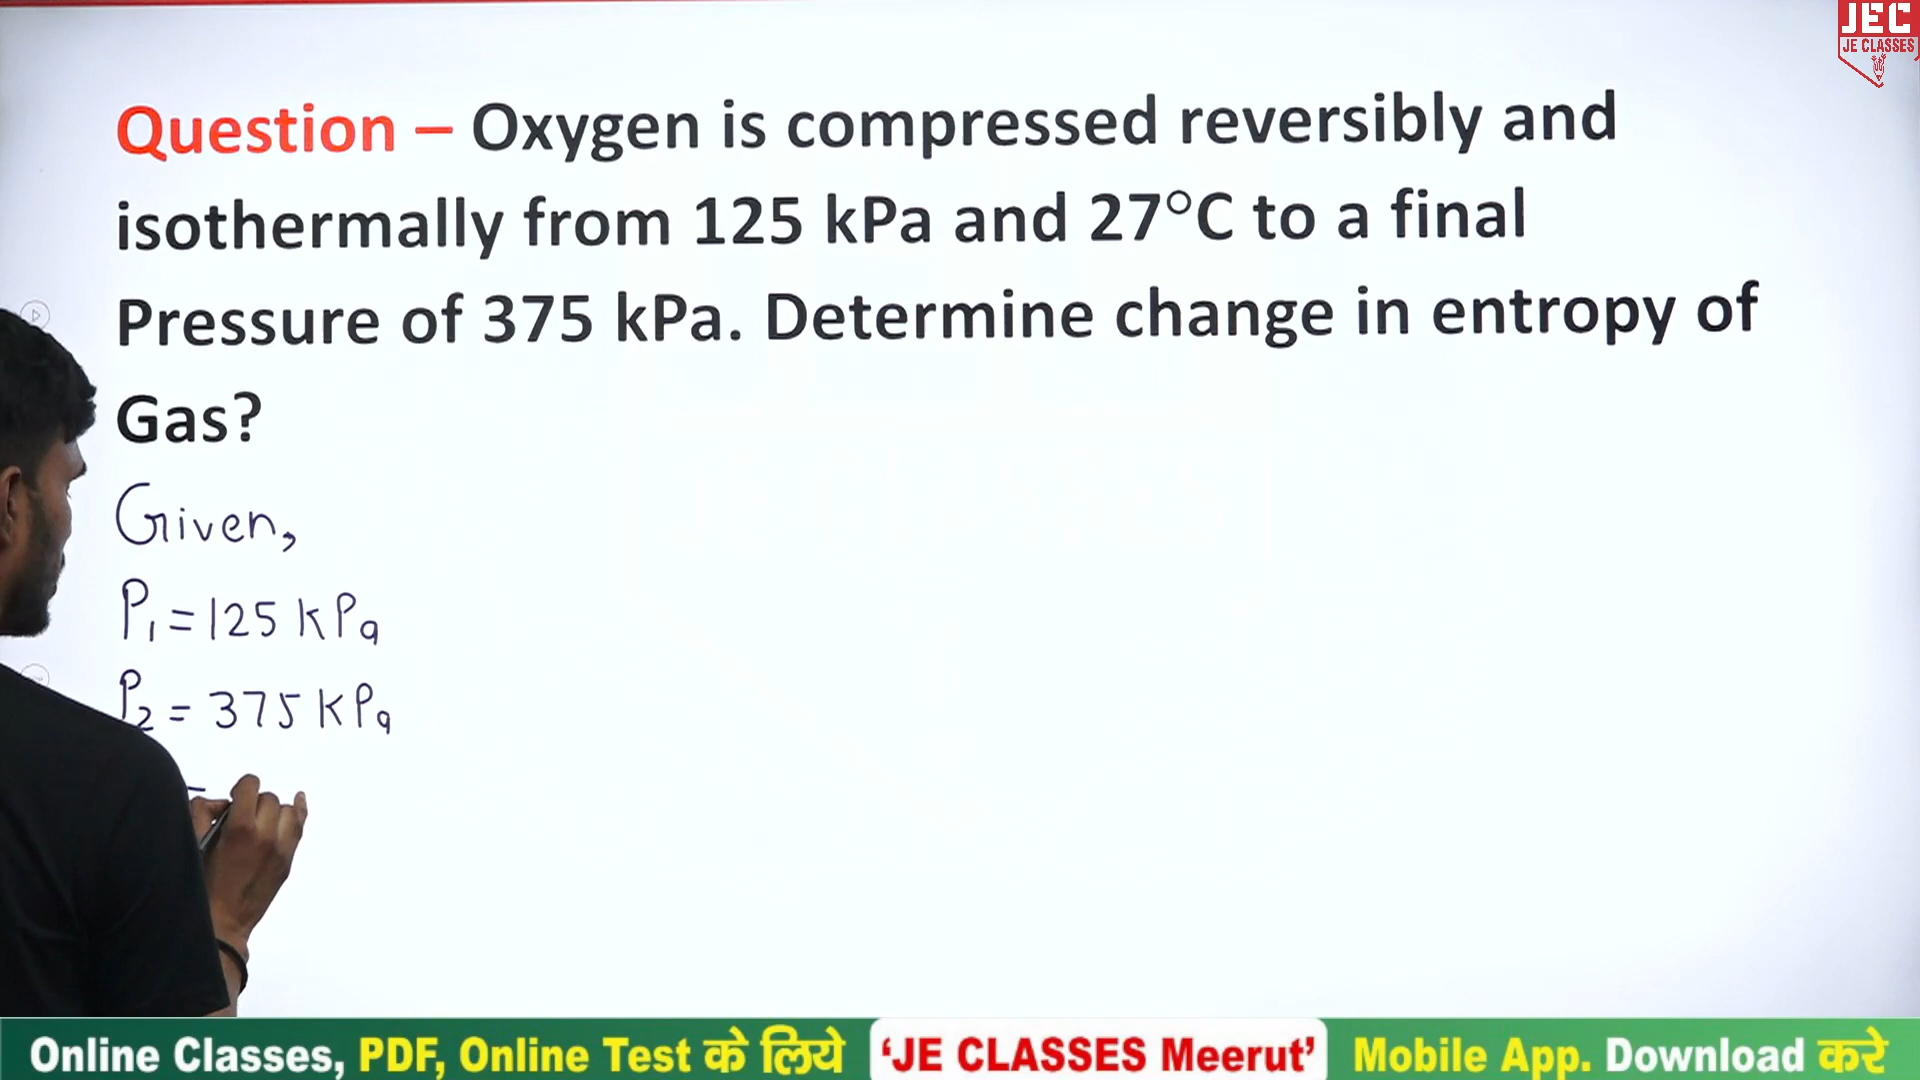 JEC
JE CLASSES
Question – Oxygen is compressed reversibly and
isothermally from 125 kPa and 27°C to a final
Pressure of 375 kPa. Determine change in entropy of
Gas?
Given,
P₁ = 125 kPa
P₂ = 375 kPa
=
Online Classes, PDF, Online Test के लिये 'JE CLASSES Meerut' Mobile App. Download करे